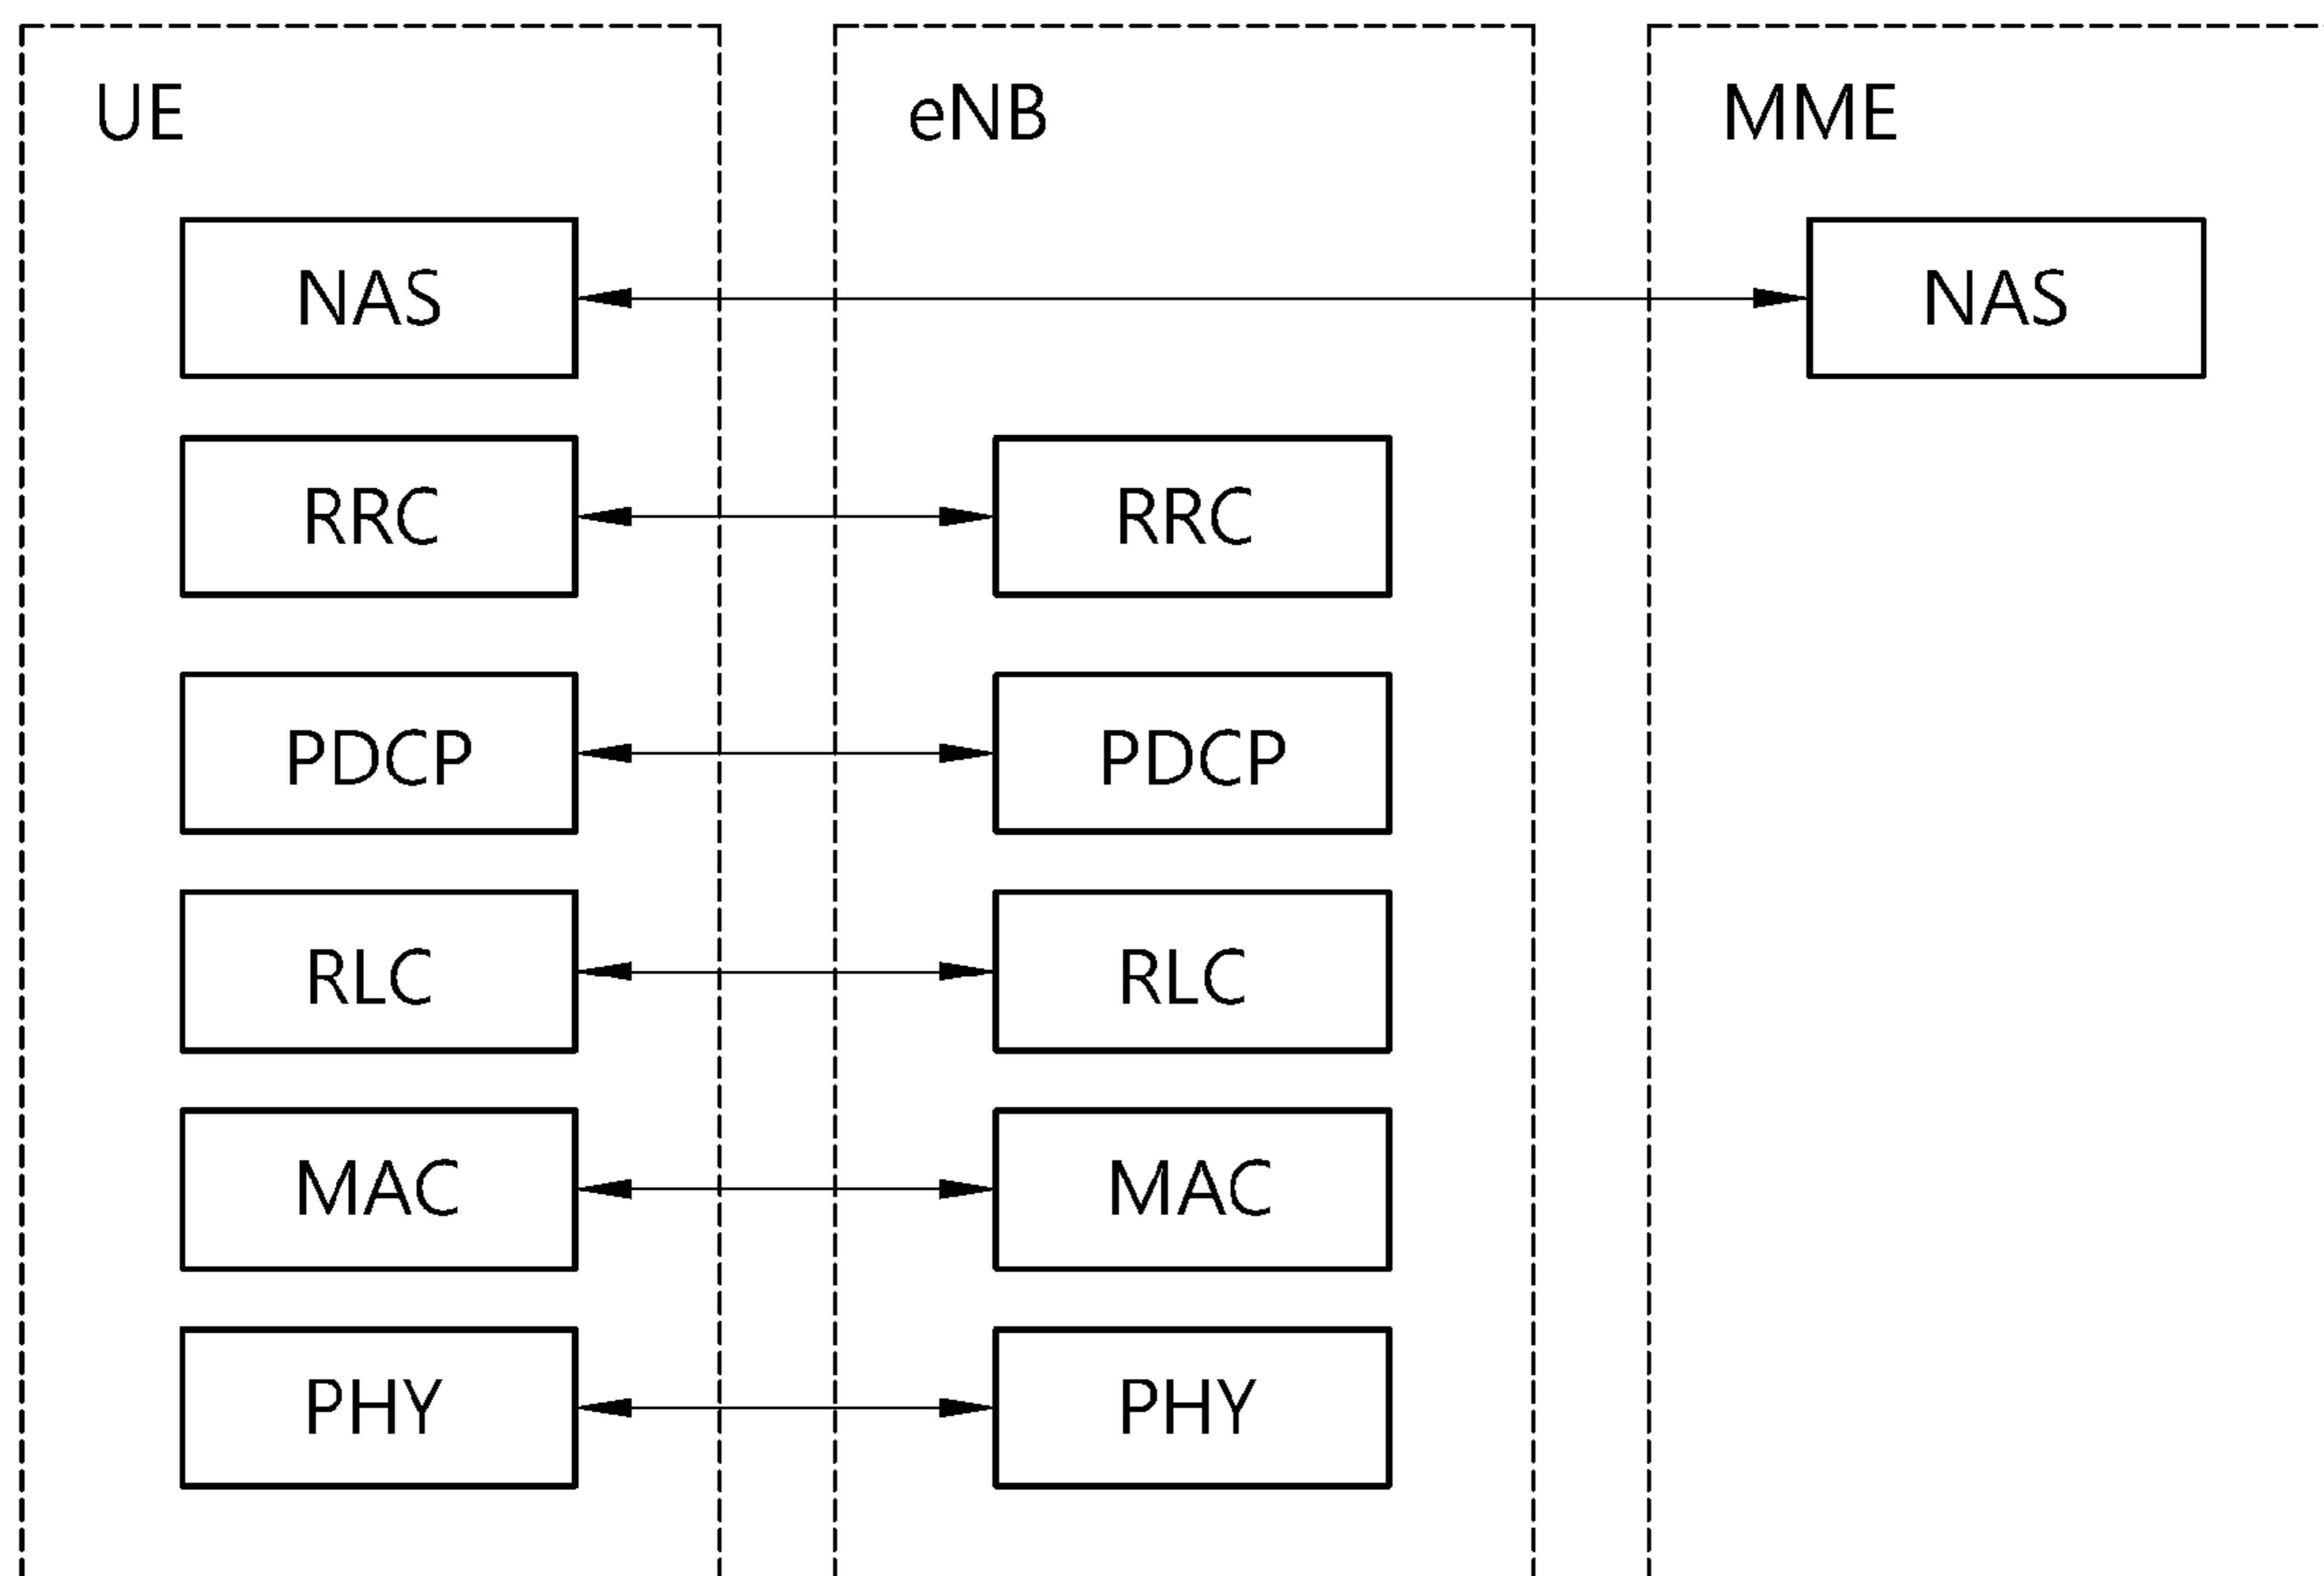 UE eNB MME
NAS NAS
RRC RRC
PDCP PDCP
RLC RLC
MAC MAC
PHY PHY